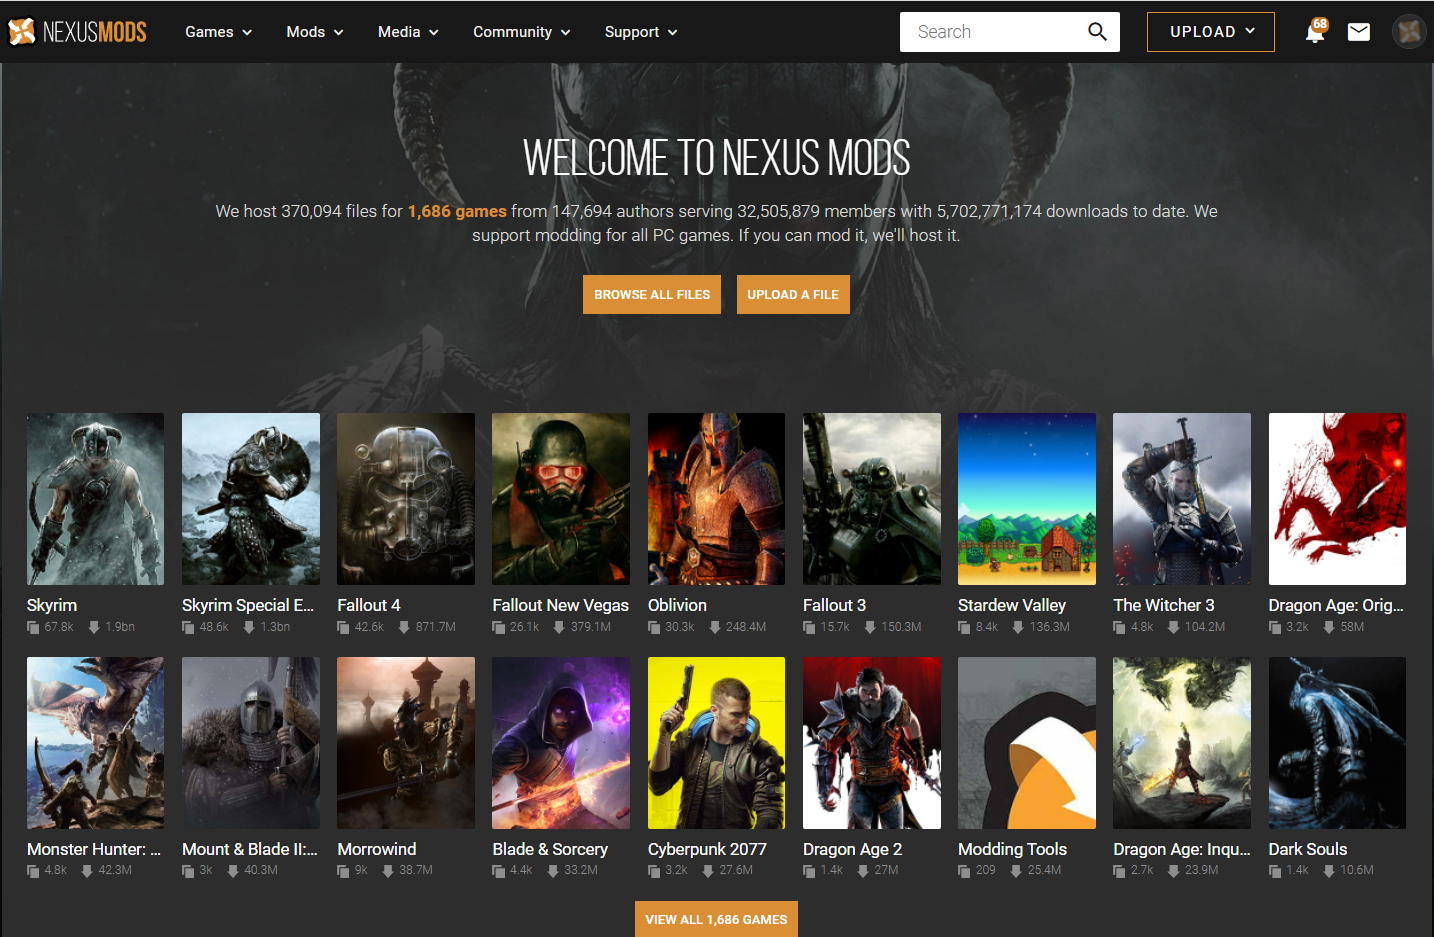 NEXUSMODS Games Mods Media Community Support Search UPLOAD 68
WELCOME TO NEXUS MODS
We host 370,094 files for 1,686 games from 147,694 authors serving 32,505,879 members with 5,702,771,174 downloads to date. We
support modding for all PC games. If you can mod it, we'll host it.
BROWSE ALL FILES UPLOAD A FILE
Skyrim Skyrim Special E... Fallout 4 Fallout New Vegas Oblivion Fallout 3 Stardew Valley The Witcher 3 Dragon Age: Orig...
67.8k 1.9bn 48.6k 1.3bn 42.6k 871.7M 26.1k 379.1M 30.3k 248.4M 15.7k 150.3M 8.4k 136.3M 4.8k 104.2M 3.2k 58M
Monster Hunter: ... Mount & Blade II:... Morrowind Blade & Sorcery Cyberpunk 2077 Dragon Age 2 Modding Tools Dragon Age: Inqu... Dark Souls
4.8k 42.3M 3k 40.3M 9k 38.7M 4.4k 33.2M 3.2k 27.6M 1.4k 27M 209 25.4M 2.7k 23.9M 1.4k 10.6M
VIEW ALL 1,686 GAMES